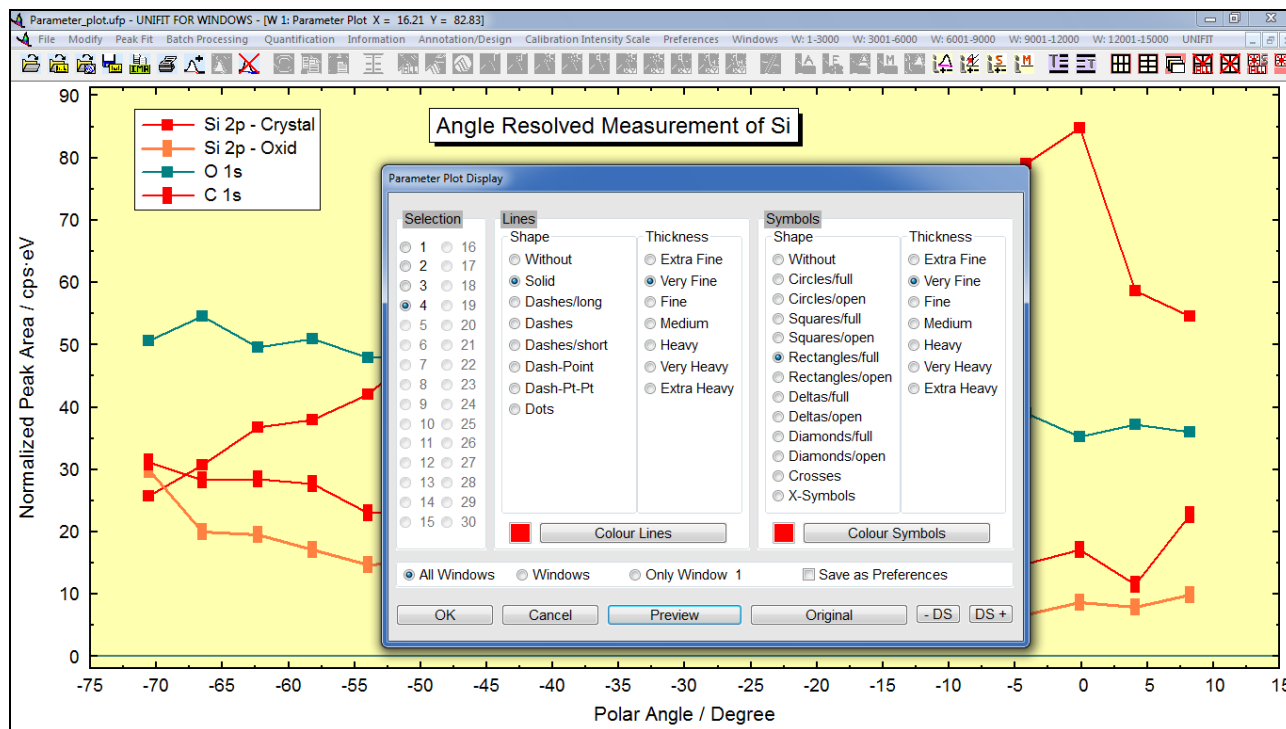 Parameter_plot.ufp - UNIFIT FOR WINDOWS - [W 1: Parameter Plot X = 16.21 Y = 82.83]
File Modify Peak Fit Batch Processing Quantification Information Annotation/Design Calibration Intensity Scale Preferences Windows W: 1-3000 W: 3001-6000 W: 6001-9000 W: 9001-12000 W: 12001-15000 UNIFIT
Angle Resolved Measurement of Si
Si 2p - Crystal
Si 2p - Oxid
O 1s
C 1s
Normalized Peak Area / cps·eV
90
80
70
60
50
40
30
20
10
0
-75 -70 -65 -60 -55 -50 -45 -40 -35 -30 -25 -20 -15 -10 -5 0 5 10 15
Polar Angle / Degree
Parameter Plot Display
Selection
1 16
2 17
3 18
4 19
5 20
6 21
7 22
8 23
9 24
10 25
11 26
12 27
13 28
14 29
15 30
Lines
Shape
Without
Solid
Dashes/long
Dashes
Dashes/short
Dash-Point
Dash-Pt-Pt
Dots
Thickness
Extra Fine
Very Fine
Fine
Medium
Heavy
Very Heavy
Extra Heavy
Colour Lines
Symbols
Shape
Without
Circles/full
Circles/open
Squares/full
Squares/open
Rectangles/full
Rectangles/open
Deltas/full
Deltas/open
Diamonds/full
Diamonds/open
Crosses
X-Symbols
Thickness
Extra Fine
Very Fine
Fine
Medium
Heavy
Very Heavy
Extra Heavy
Colour Symbols
All Windows Windows Only Window 1 Save as Preferences
OK Cancel Preview Original - DS DS +